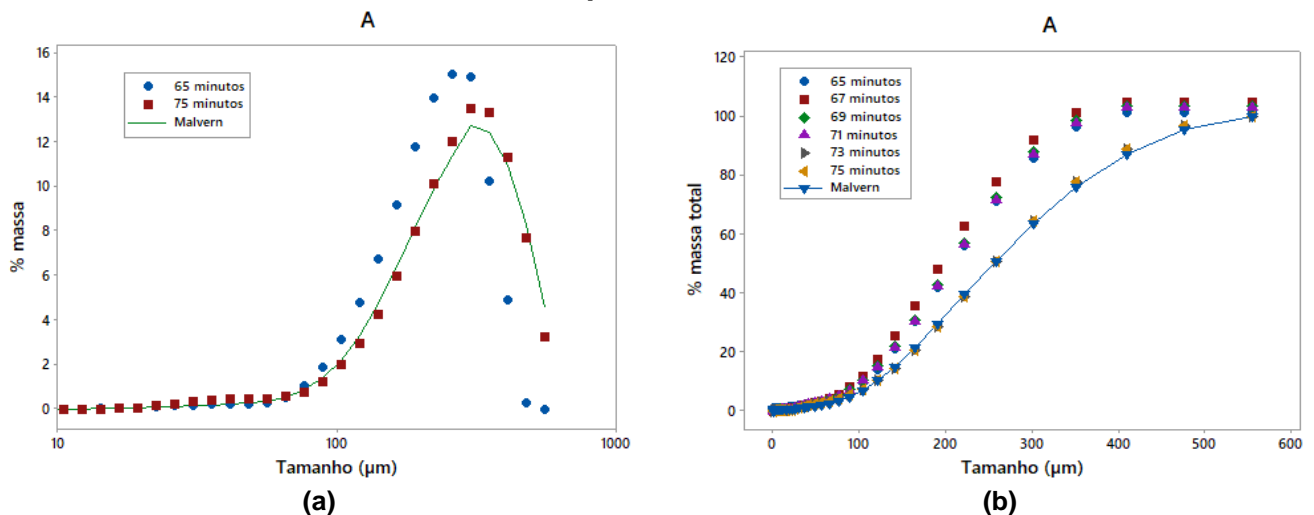 A
% massa
16
14
12
10
8
6
4
2
0
65 minutos
75 minutos
Malvern
10
100
1000
Tamanho (µm)
(a)
A
% massa total
120
100
80
60
40
20
0
65 minutos
67 minutos
69 minutos
71 minutos
73 minutos
75 minutos
Malvern
0
100
200
300
400
500
600
Tamanho (µm)
(b)